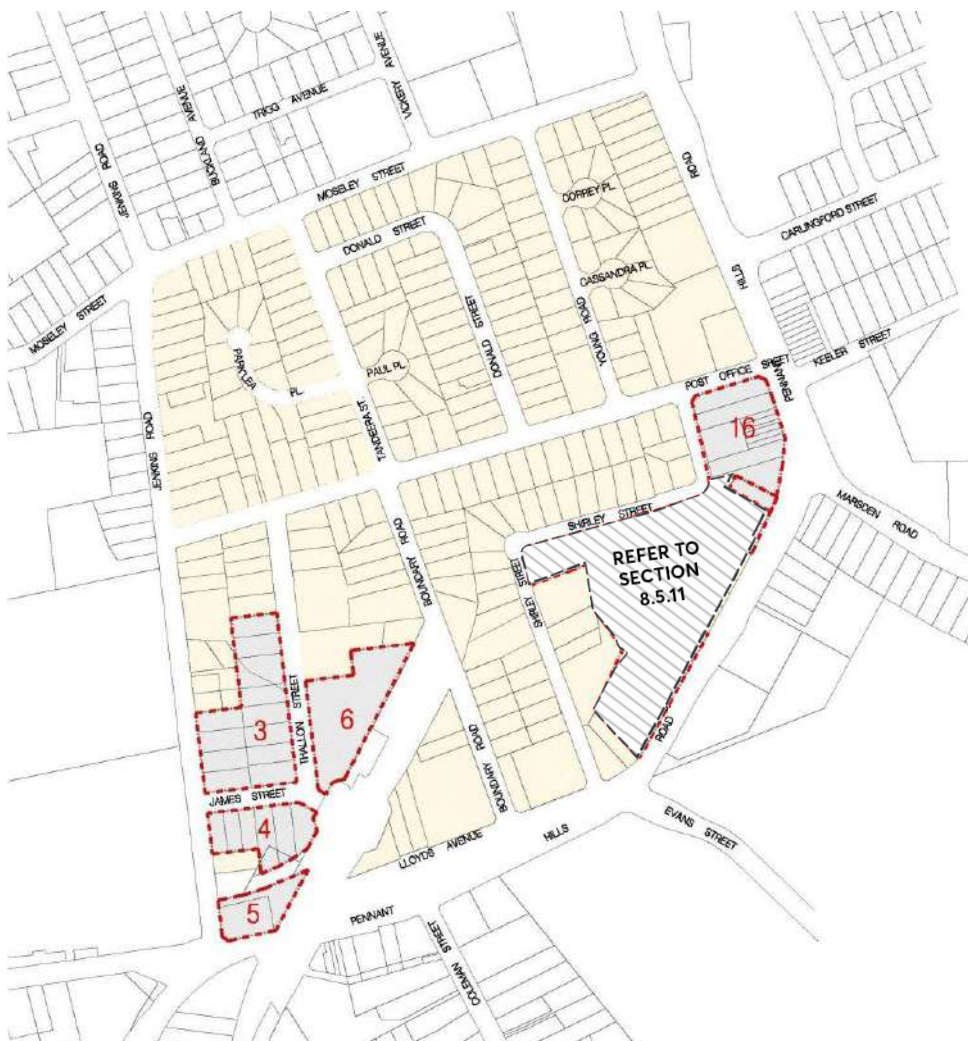 VICKERY AVENUE
TRIGG AVENUE
BUCKLAND AVENUE
JENKINS ROAD
MOSELEY STREET
MOSELEY STREET
DONALD STREET
DONALD STREET
DORREY PL.
CASSANDRA PL.
YOUNG ROAD
PENNANT HILLS ROAD
CARLINGFORD STREET
KEELER STREET
POST OFFICE STREET
PARKLEA PL.
PAUL PL.
TANDERRA ST.
JENKINS ROAD
16
MARSDEN ROAD
SHIRLEY STREET
SHIRLEY STREET
REFER TO
SECTION
8.5.11
BOUNDARY ROAD
BOUNDARY ROAD
THALLON STREET
3
6
JAMES STREET
4
5
LLOYDS AVENUE
PENNANT HILLS ROAD
EVANS STREET
COLEMAN STREET